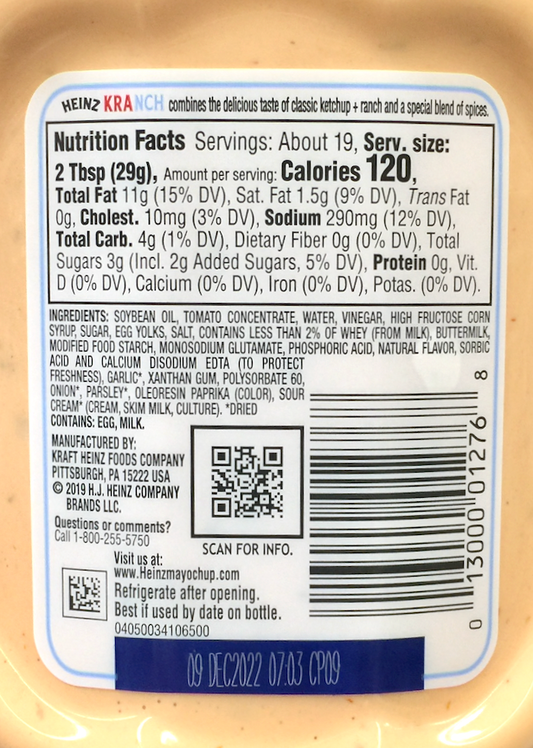 HEINZ KRANCH combines the delicious taste of classic ketchup + ranch and a special blend of spices.
Nutrition Facts Servings: About 19, Serv. size:
2 Tbsp (29g), Amount per serving: Calories 120,
Total Fat 11g (15% DV), Sat. Fat 1.5g (9% DV), Trans Fat
0g, Cholest. 10mg (3% DV), Sodium 290mg (12% DV),
Total Carb. 4g (1% DV), Dietary Fiber 0g (0% DV), Total
Sugars 3g (Incl. 2g Added Sugars, 5% DV), Protein 0g, Vit.
D (0% DV), Calcium (0% DV), Iron (0% DV), Potas. (0% DV).
INGREDIENTS: SOYBEAN OIL, TOMATO CONCENTRATE, WATER, VINEGAR, HIGH FRUCTOSE CORN
SYRUP, SUGAR, EGG YOLKS, SALT, CONTAINS LESS THAN 2% OF WHEY (FROM MILK), BUTTERMILK,
MODIFIED FOOD STARCH, MONOSODIUM GLUTAMATE, PHOSPHORIC ACID, NATURAL FLAVOR, SORBIC
ACID AND CALCIUM DISODIUM EDTA (TO PROTECT
FRESHNESS), GARLIC*, XANTHAN GUM, POLYSORBATE 60,
ONION*, PARSLEY*, OLEORESIN PAPRIKA (COLOR), SOUR
CREAM* (CREAM, SKIM MILK, CULTURE). *DRIED
CONTAINS: EGG, MILK.
MANUFACTURED BY:
KRAFT HEINZ FOODS COMPANY
PITTSBURGH, PA 15222 USA
© 2019 H.J. HEINZ COMPANY
BRANDS LLC.
Questions or comments?
Call 1-800-255-5750
SCAN FOR INFO.
Visit us at:
www.Heinzmayochup.com
Refrigerate after opening.
Best if used by date on bottle.
04050034106500
0 13000 01276 8
09 DEC2022 07:03 CP09